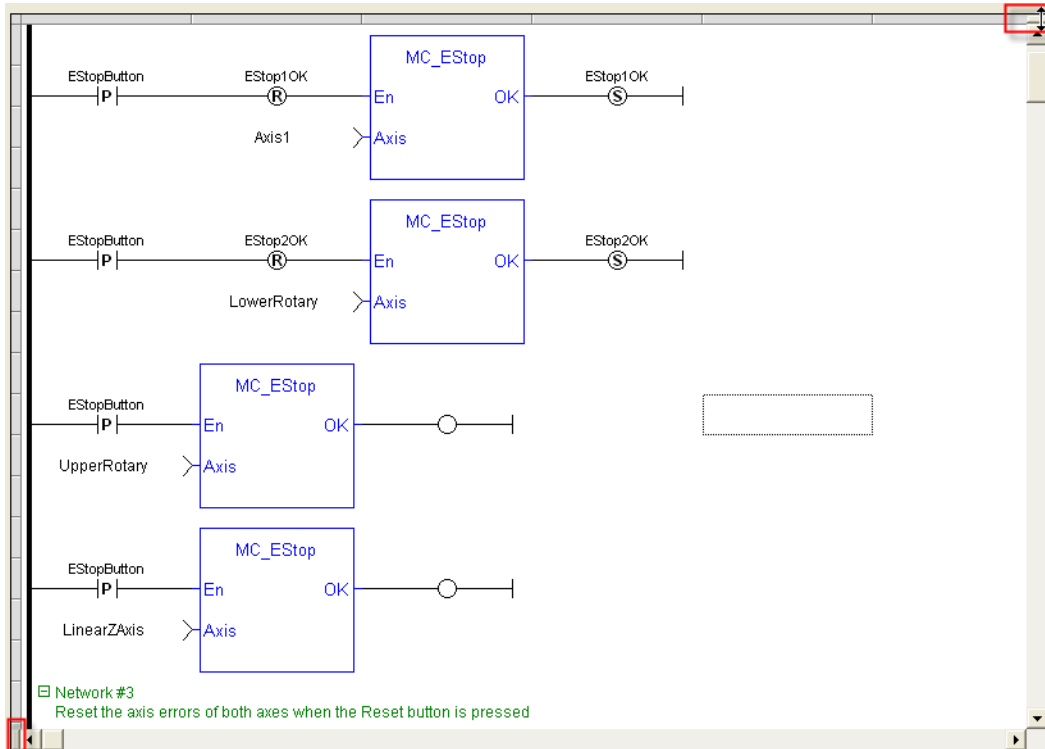 MC_EStop
EStopButton
EStop1OK
EStop1OK
P
R
En
OK
S
Axis1
Axis
MC_EStop
EStopButton
EStop2OK
EStop2OK
P
R
En
OK
S
LowerRotary
Axis
MC_EStop
EStopButton
P
En
OK
UpperRotary
Axis
MC_EStop
EStopButton
P
En
OK
LinearZAxis
Axis
Network #3
Reset the axis errors of both axes when the Reset button is pressed